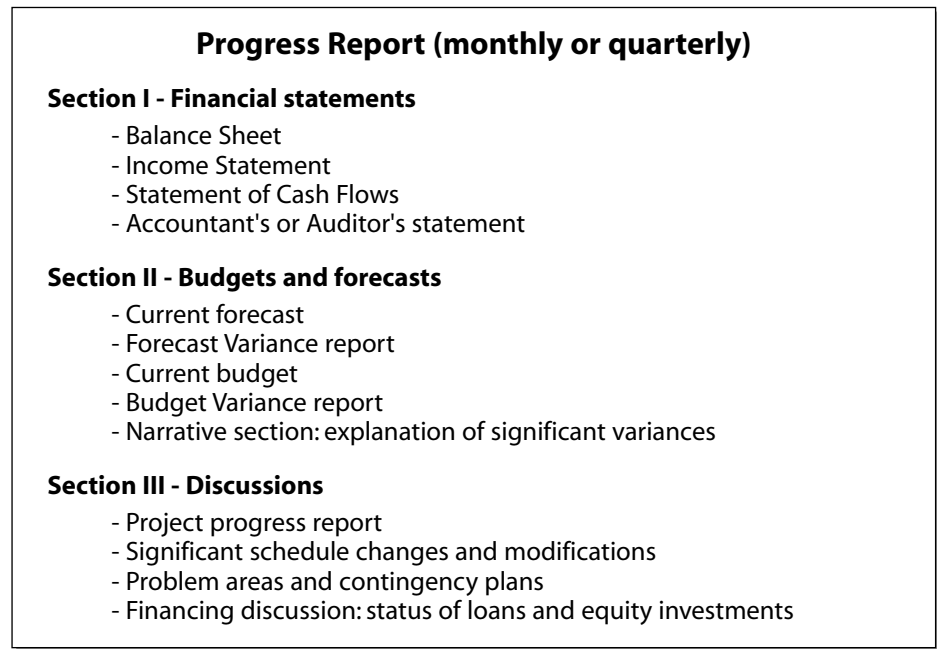 Progress Report (monthly or quarterly)
Section I - Financial statements
- Balance Sheet
- Income Statement
- Statement of Cash Flows
- Accountant's or Auditor's statement
Section II - Budgets and forecasts
- Current forecast
- Forecast Variance report
- Current budget
- Budget Variance report
- Narrative section: explanation of significant variances
Section III - Discussions
- Project progress report
- Significant schedule changes and modifications
- Problem areas and contingency plans
- Financing discussion: status of loans and equity investments